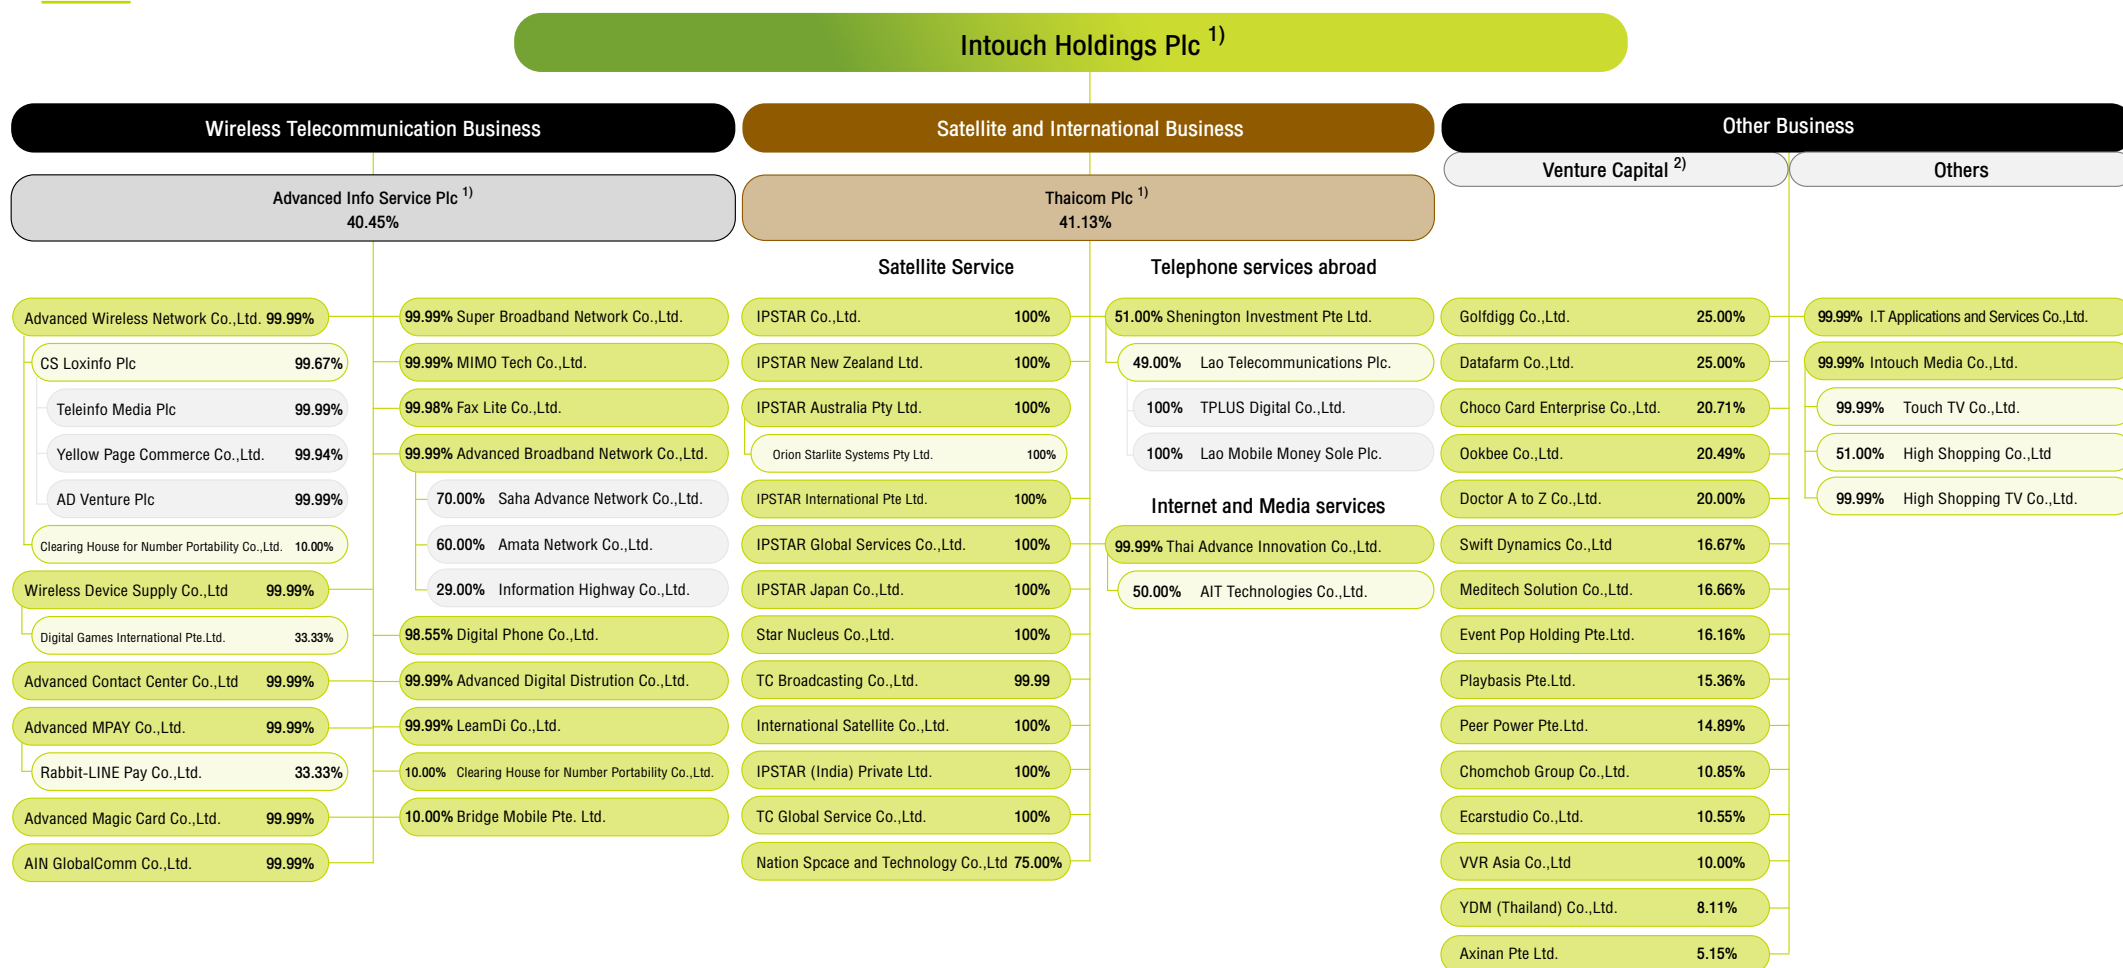 Intouch Holdings Plc 1)
Wireless Telecommunication Business
Advanced Info Service Plc 1)
40.45%
Advanced Wireless Network Co.,Ltd. 99.99%
CS Loxinfo Plc 99.67%
Teleinfo Media Plc 99.99%
Yellow Page Commerce Co.,Ltd. 99.94%
AD Venture Plc 99.99%
Clearing House for Number Portability Co.,Ltd. 10.00%
Wireless Device Supply Co.,Ltd 99.99%
Digital Games International Pte.Ltd. 33.33%
Advanced Contact Center Co.,Ltd 99.99%
Advanced MPAY Co.,Ltd. 99.99%
Rabbit-LINE Pay Co.,Ltd. 33.33%
Advanced Magic Card Co.,Ltd. 99.99%
AIN GlobalComm Co.,Ltd. 99.99%
99.99% Super Broadband Network Co.,Ltd.
99.99% MIMO Tech Co.,Ltd.
99.98% Fax Lite Co.,Ltd.
99.99% Advanced Broadband Network Co.,Ltd.
70.00% Saha Advance Network Co.,Ltd.
60.00% Amata Network Co.,Ltd.
29.00% Information Highway Co.,Ltd.
98.55% Digital Phone Co.,Ltd.
99.99% Advanced Digital Distrution Co.,Ltd.
99.99% LearnDi Co.,Ltd.
10.00% Clearing House for Number Portability Co.,Ltd.
10.00% Bridge Mobile Pte. Ltd.
Satellite and International Business
Thaicom Plc 1)
41.13%
Satellite Service
IPSTAR Co.,Ltd. 100%
IPSTAR New Zealand Ltd. 100%
IPSTAR Australia Pty Ltd. 100%
Orion Starlite Systems Pty Ltd. 100%
IPSTAR International Pte Ltd. 100%
IPSTAR Global Services Co.,Ltd. 100%
IPSTAR Japan Co.,Ltd. 100%
Star Nucleus Co.,Ltd. 100%
TC Broadcasting Co.,Ltd. 99.99
International Satellite Co.,Ltd. 100%
IPSTAR (India) Private Ltd. 100%
TC Global Service Co.,Ltd. 100%
Nation Spcace and Technology Co.,Ltd 75.00%
Telephone services abroad
51.00% Shenington Investment Pte Ltd.
49.00% Lao Telecommunications Plc.
100% TPLUS Digital Co.,Ltd.
100% Lao Mobile Money Sole Plc.
Internet and Media services
99.99% Thai Advance Innovation Co.,Ltd.
50.00% AIT Technologies Co.,Ltd.
Other Business
Venture Capital 2)
Golfdigg Co.,Ltd. 25.00%
Datafarm Co.,Ltd. 25.00%
Choco Card Enterprise Co.,Ltd. 20.71%
Ookbee Co.,Ltd. 20.49%
Doctor A to Z Co.,Ltd. 20.00%
Swift Dynamics Co.,Ltd 16.67%
Meditech Solution Co.,Ltd. 16.66%
Event Pop Holding Pte.Ltd. 16.16%
Playbasis Pte.Ltd. 15.36%
Peer Power Pte.Ltd. 14.89%
Chomchob Group Co.,Ltd. 10.85%
Ecarstudio Co.,Ltd. 10.55%
VVR Asia Co.,Ltd 10.00%
YDM (Thailand) Co.,Ltd. 8.11%
Axinan Pte Ltd. 5.15%
Others
99.99% I.T Applications and Services Co.,Ltd.
99.99% Intouch Media Co.,Ltd.
99.99% Touch TV Co.,Ltd.
51.00% High Shopping Co.,Ltd
99.99% High Shopping TV Co.,Ltd.